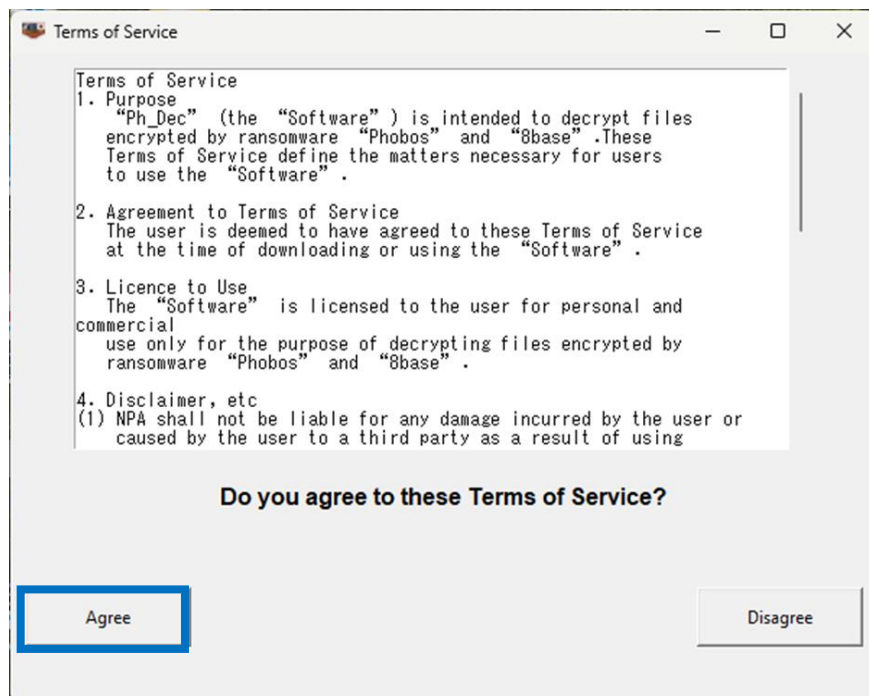 Terms of Service
Terms of Service
1. Purpose
“Ph_Dec” (the “Software” ) is intended to decrypt files
encrypted by ransomware “Phobos” and “8base” .These
Terms of Service define the matters necessary for users
to use the “Software” .
2. Agreement to Terms of Service
The user is deemed to have agreed to these Terms of Service
at the time of downloading or using the “Software” .
3. Licence to Use
The “Software” is licensed to the user for personal and
commercial
use only for the purpose of decrypting files encrypted by
ransomware “Phobos” and “8base” .
4. Disclaimer, etc
(1) NPA shall not be liable for any damage incurred by the user or
caused by the user to a third party as a result of using
Do you agree to these Terms of Service?
Agree
Disagree